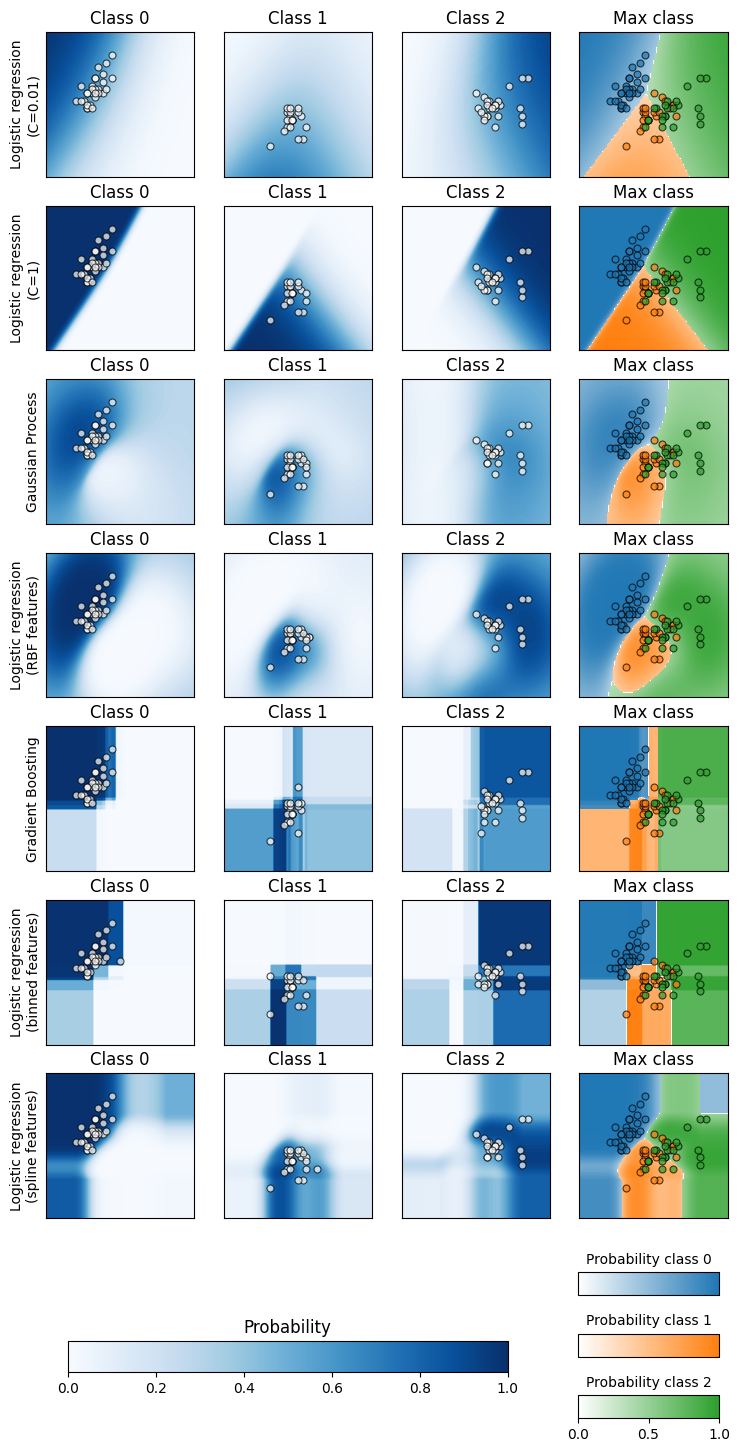 Class 0 Class 1 Class 2 Max class
Logistic regression
(C=0.01)
Class 0 Class 1 Class 2 Max class
Logistic regression
(C=1)
Class 0 Class 1 Class 2 Max class
Gaussian Process
Class 0 Class 1 Class 2 Max class
Logistic regression
(RBF features)
Class 0 Class 1 Class 2 Max class
Gradient Boosting
Class 0 Class 1 Class 2 Max class
Logistic regression
(binned features)
Class 0 Class 1 Class 2 Max class
Logistic regression
(spline features)
Probability class 0
Probability class 1
Probability
0.0 0.2 0.4 0.6 0.8 1.0
Probability class 2
0.0 0.5 1.0